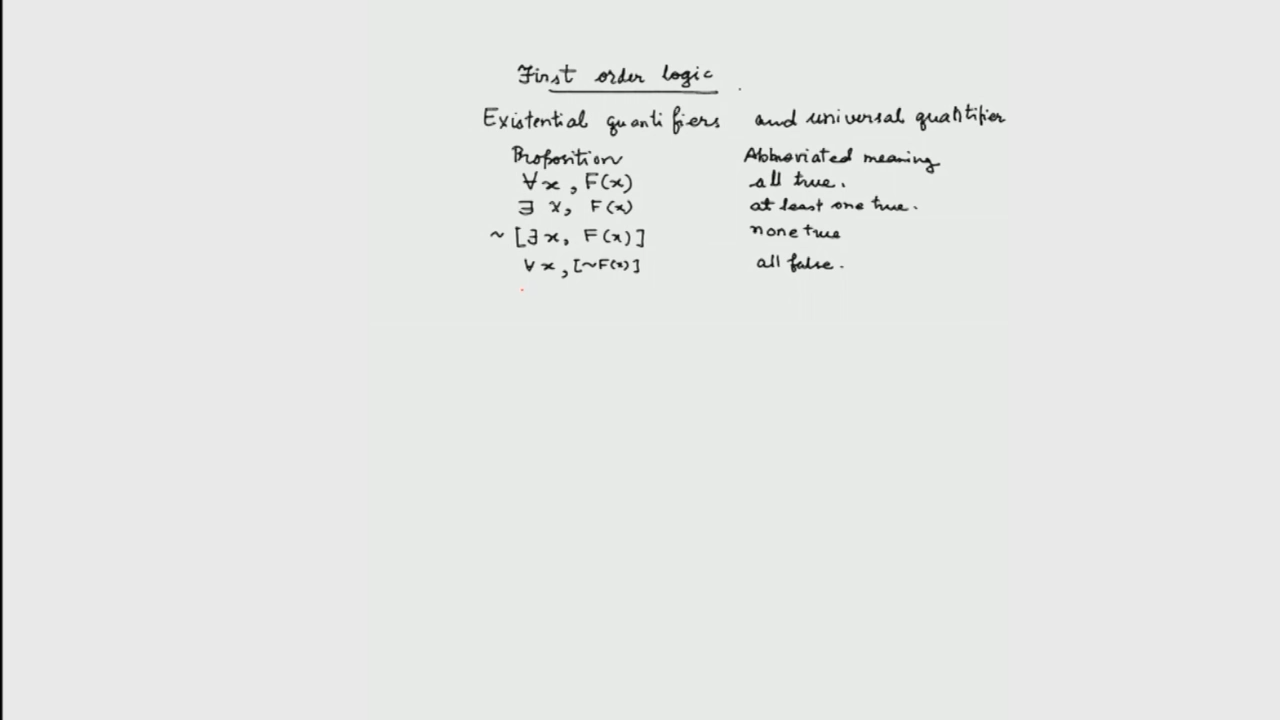 First order logic
Existential quantifiers and universal quantifier
Proposition Abbreviated meaning
∀x, F(x) all true.
∃ x, F(x) at least one true.
~[∃x, F(x)] none true
∀x, [~F(x)] all false.